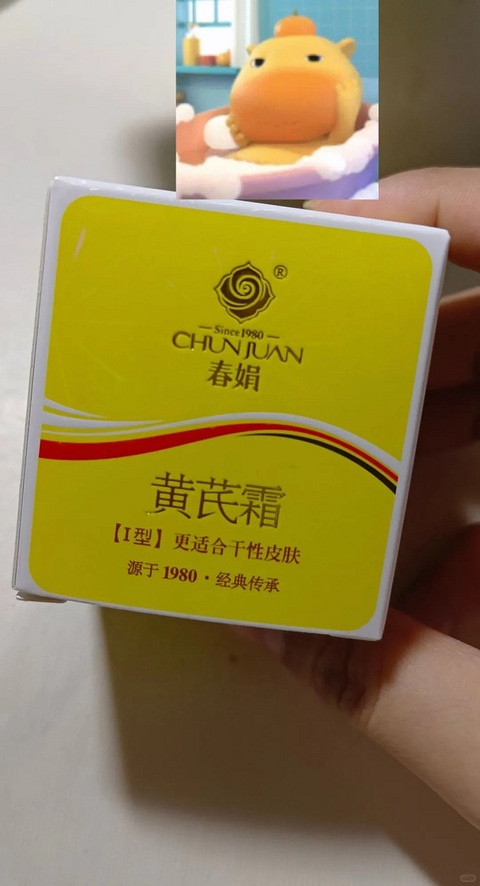 ®
Since 1980
CHUNJUAN
春娟
黄芪霜
【I型】更适合干性皮肤
源于1980·经典传承